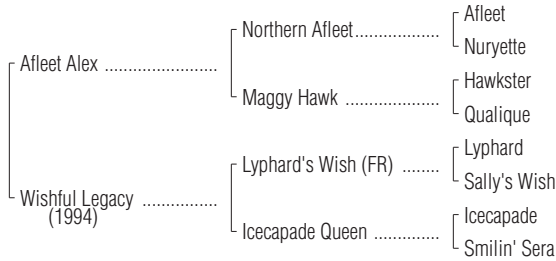 Afleet
Northern Afleet
Nuryette
Afleet Alex
Hawkster
Maggy Hawk
Qualique
Lyphard
Lyphard's Wish (FR)
Sally's Wish
Wishful Legacy
(1994)
Icecapade
Icecapade Queen
Smilin' Sera